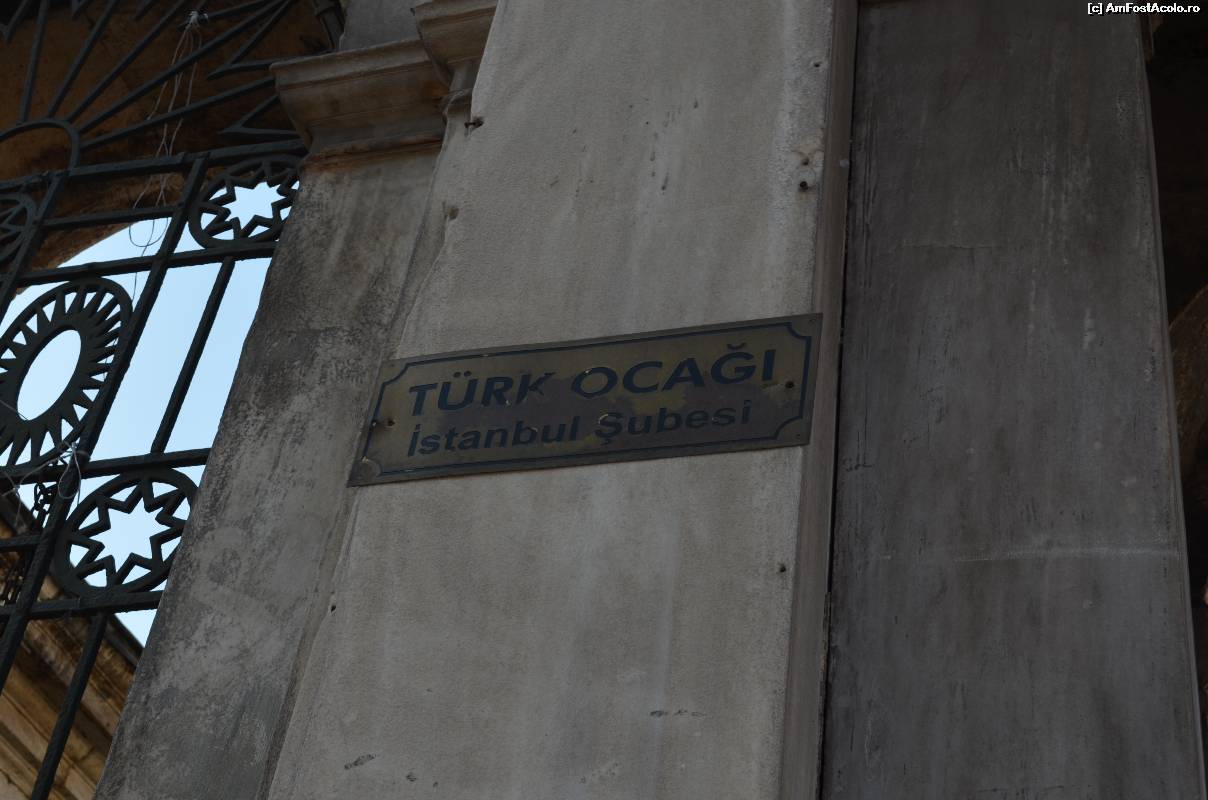 [c] AmFostAcolo.ro
TÜRK OCAĞI
İstanbul Şubesi